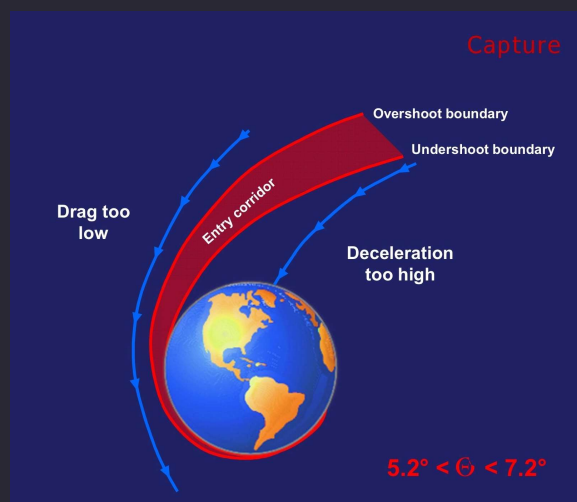 Capture
Overshoot boundary
Undershoot boundary
Entry corridor
Drag too
low
Deceleration
too high
5.2° < Θ < 7.2°